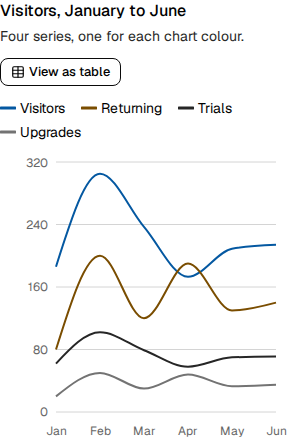 Visitors, January to June
Four series, one for each chart colour.
View as table
Visitors Returning Trials
Upgrades
320
240
160
80
0
Jan Feb Mar Apr May Jun